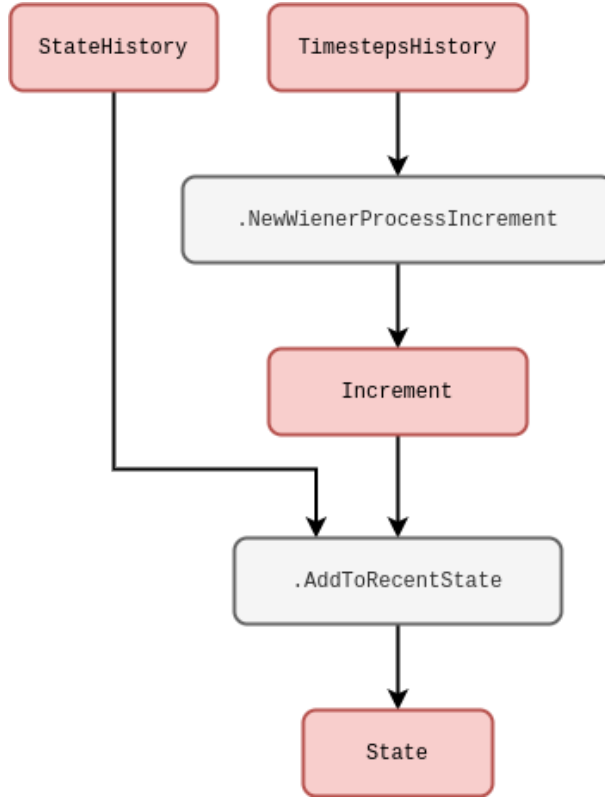 StateHistory
TimestepsHistory
.NewWienerProcessIncrement
Increment
.AddToRecentState
State